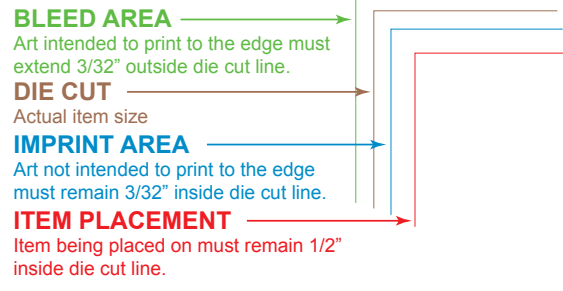 BLEED AREA
Art intended to print to the edge must
extend 3/32” outside die cut line.
DIE CUT
Actual item size
IMPRINT AREA
Art not intended to print to the edge
must remain 3/32” inside die cut line.
ITEM PLACEMENT
Item being placed on must remain 1/2”
inside die cut line.